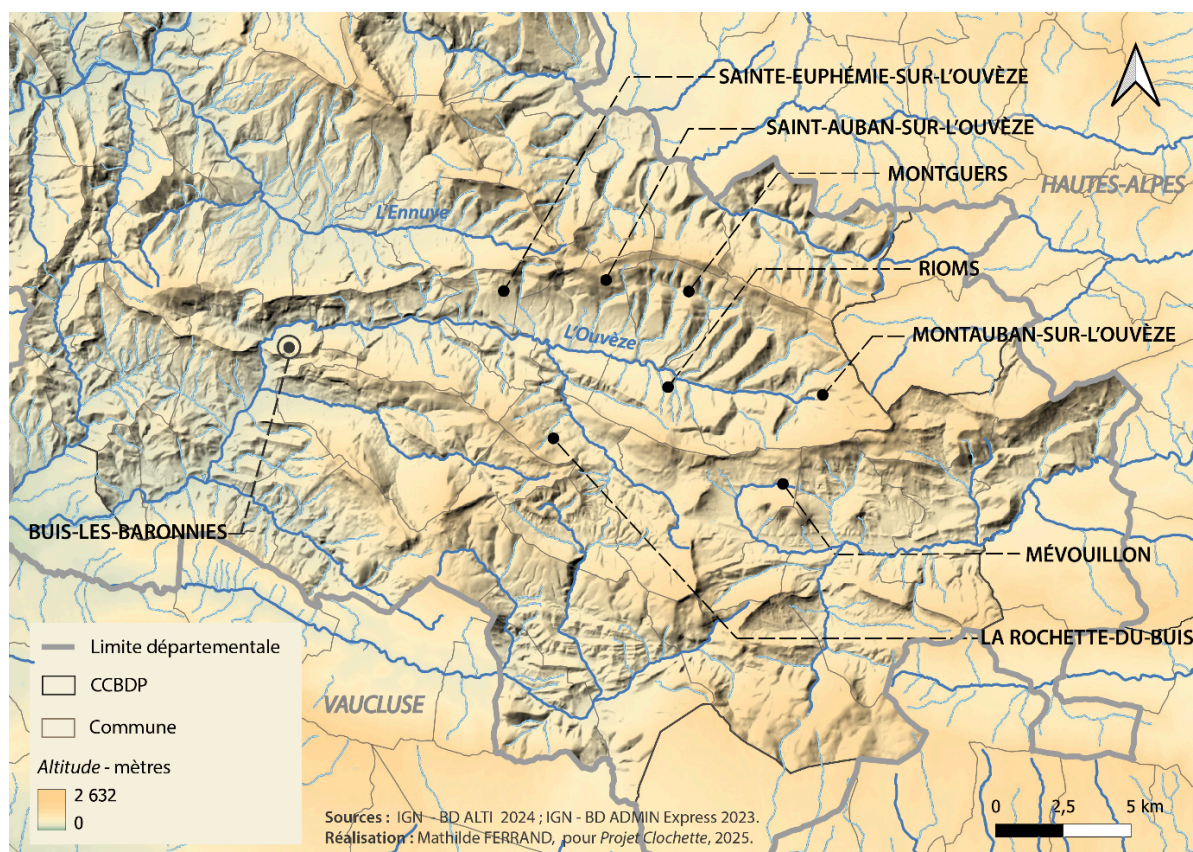 SAINTE-EUPHÉMIE-SUR-L'OUVÈZE
SAINT-AUBAN-SUR-L'OUVÈZE
MONTGUERS
HAUTES-ALPES
L'Ennuye
RIOMS
L'Ouvèze
MONTAUBAN-SUR-L'OUVÈZE
BUIS-LES-BARONNIES
MÉVOUILLON
LA ROCHETTE-DU-BUIS
VAUCLUSE
Limite départementale
CCBDP
Commune
Altitude - mètres
2 632
0
0 2,5 5 km
Sources : IGN - BD ALTI 2024 ; IGN - BD ADMIN Express 2023.
Réalisation : Mathilde FERRAND, pour Projet Clochette, 2025.